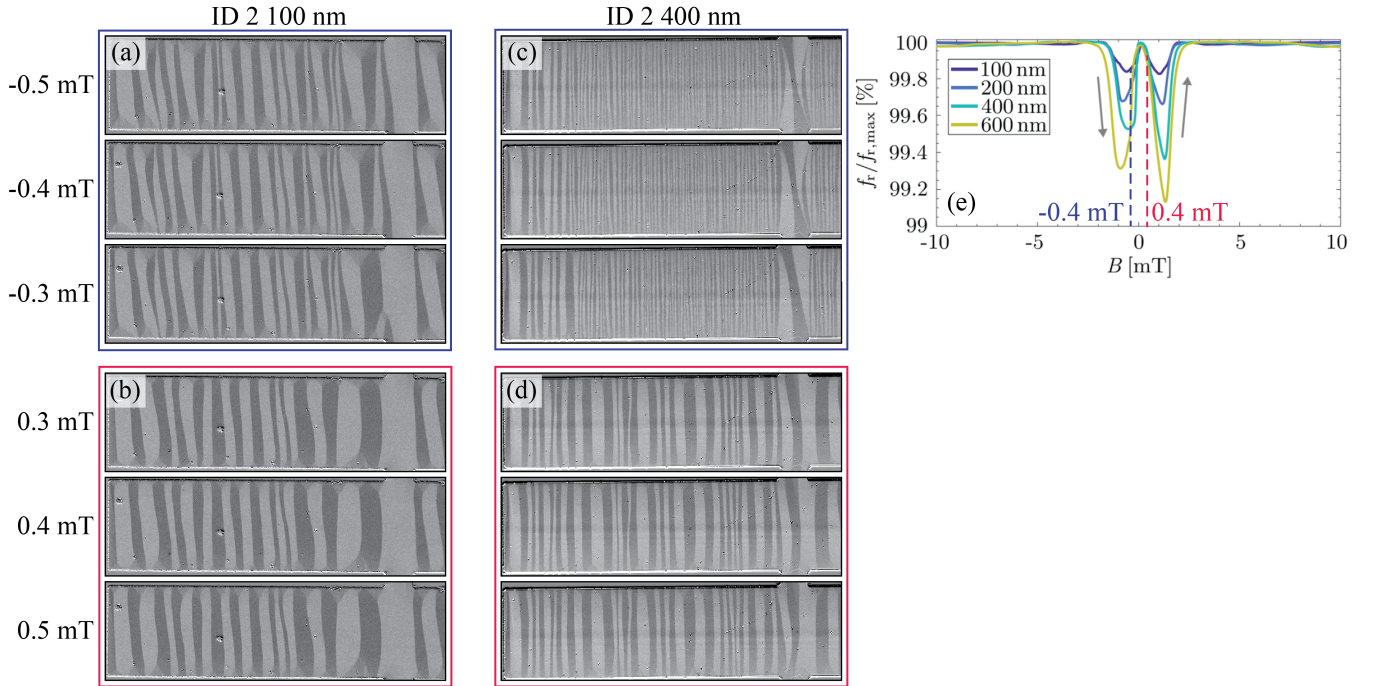 ID 2 100 nm
ID 2 400 nm
-0.5 mT
-0.4 mT
-0.3 mT
0.3 mT
0.4 mT
0.5 mT
(a)
(c)
(b)
(d)
100
99.8
99.6
99.4
99.2
99
fr/fr,max [%]
100 nm
200 nm
400 nm
600 nm
(e)
-0.4 mT
0.4 mT
-10
-5
0
5
10
B [mT]